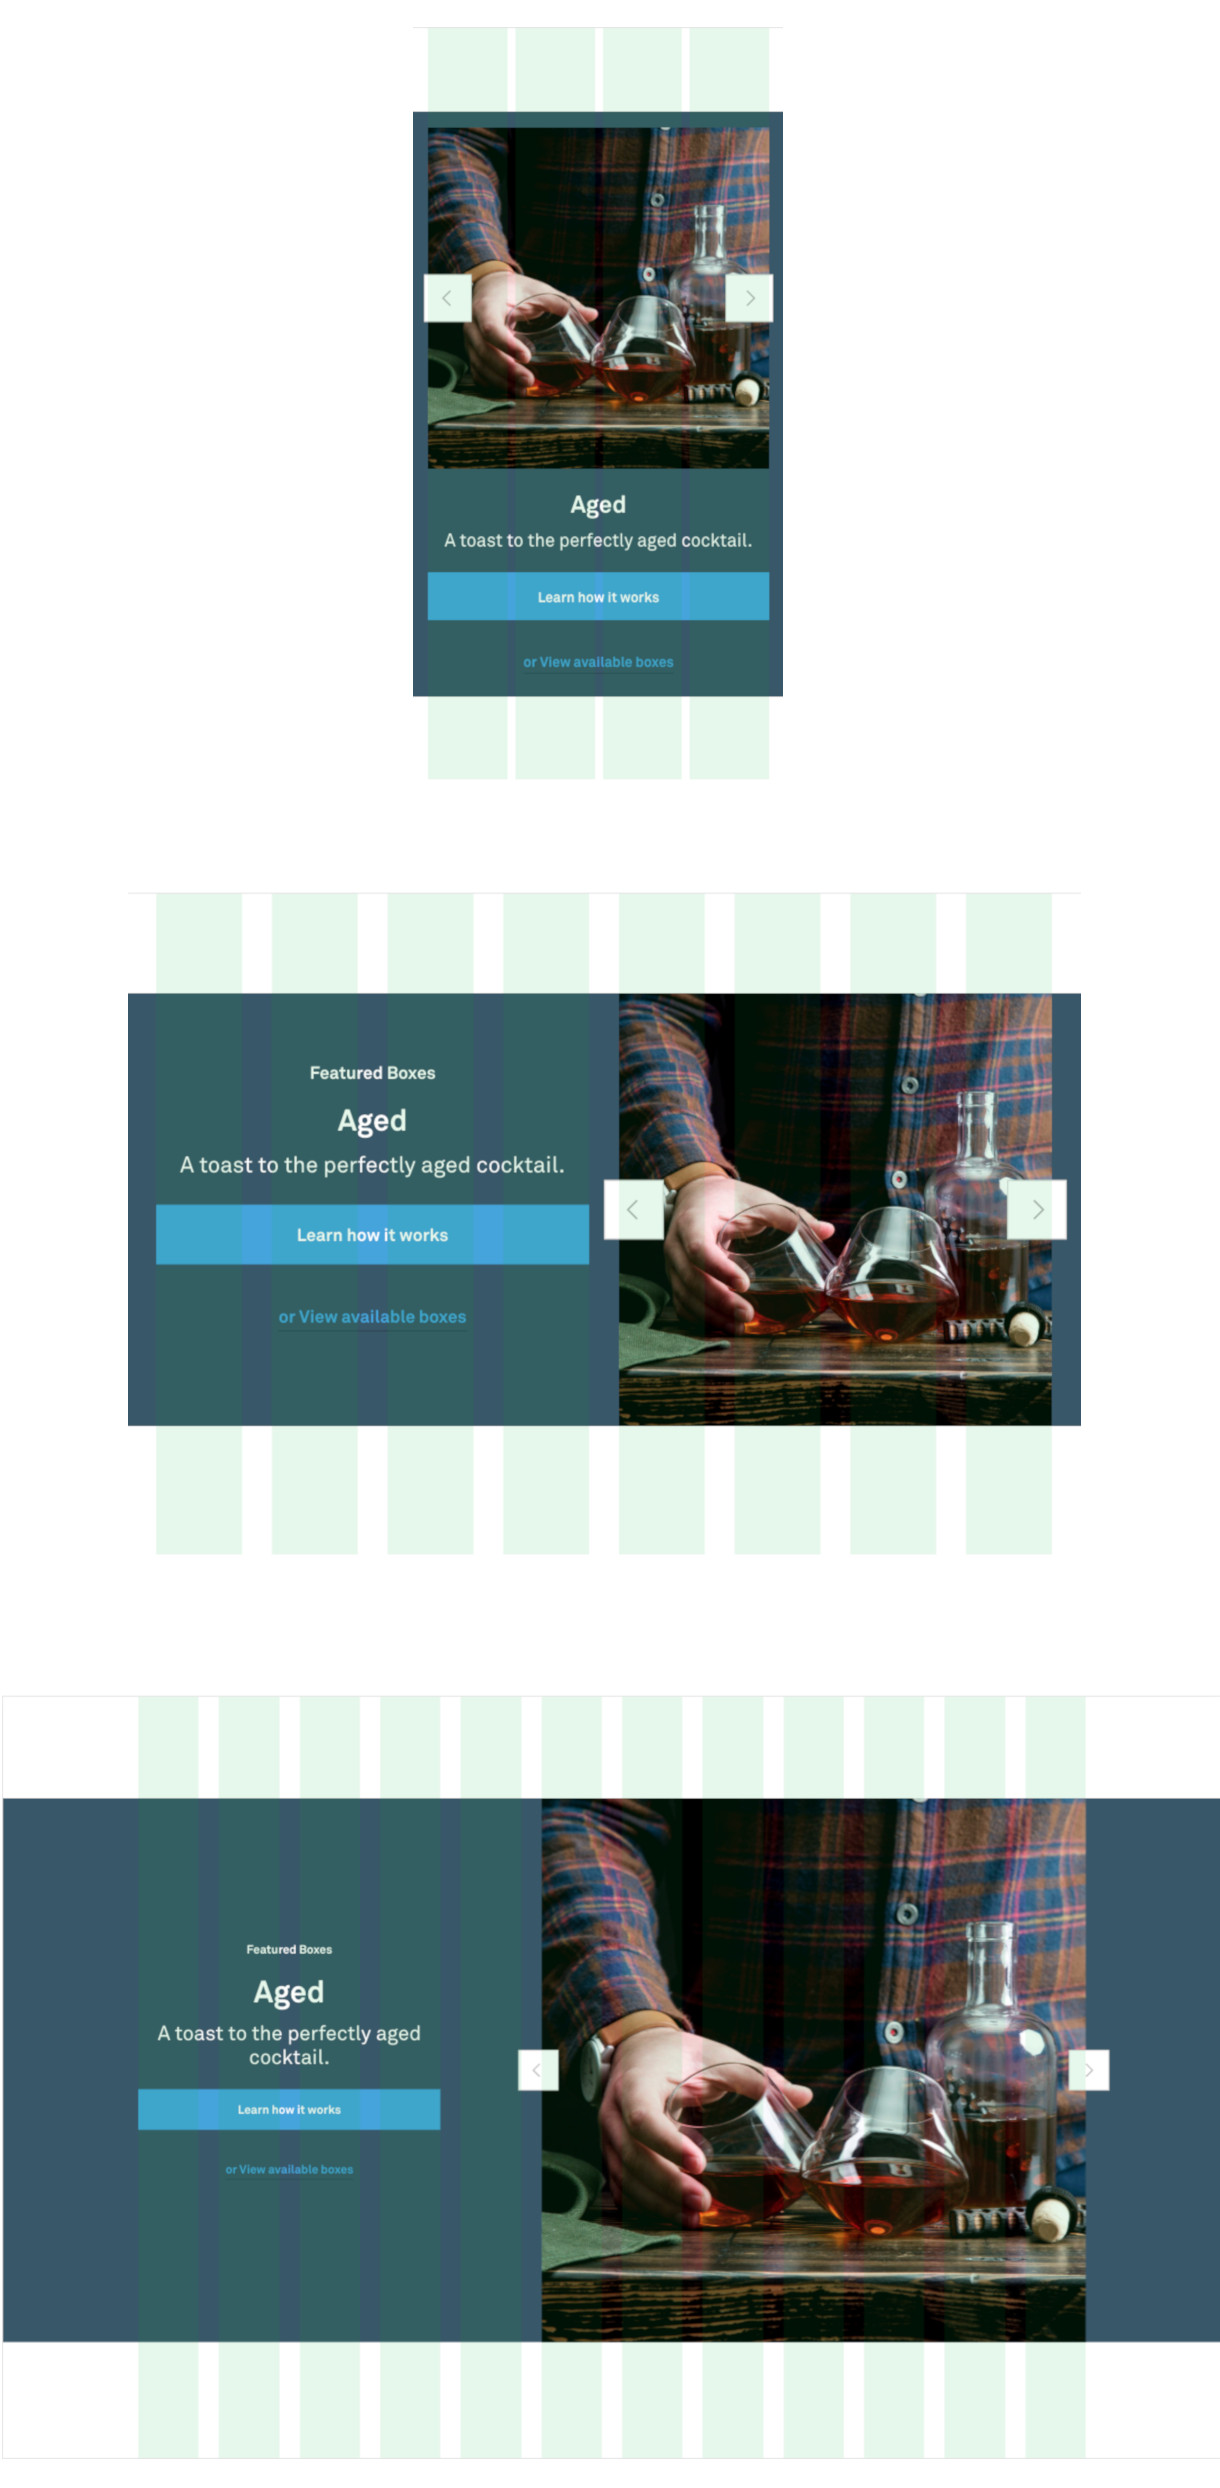 Aged
A toast to the perfectly aged cocktail.
Learn how it works
or View available boxes
Featured Boxes
Aged
A toast to the perfectly aged cocktail.
Learn how it works
or View available boxes
Featured Boxes
Aged
A toast to the perfectly aged
cocktail.
Learn how it works
or View available boxes